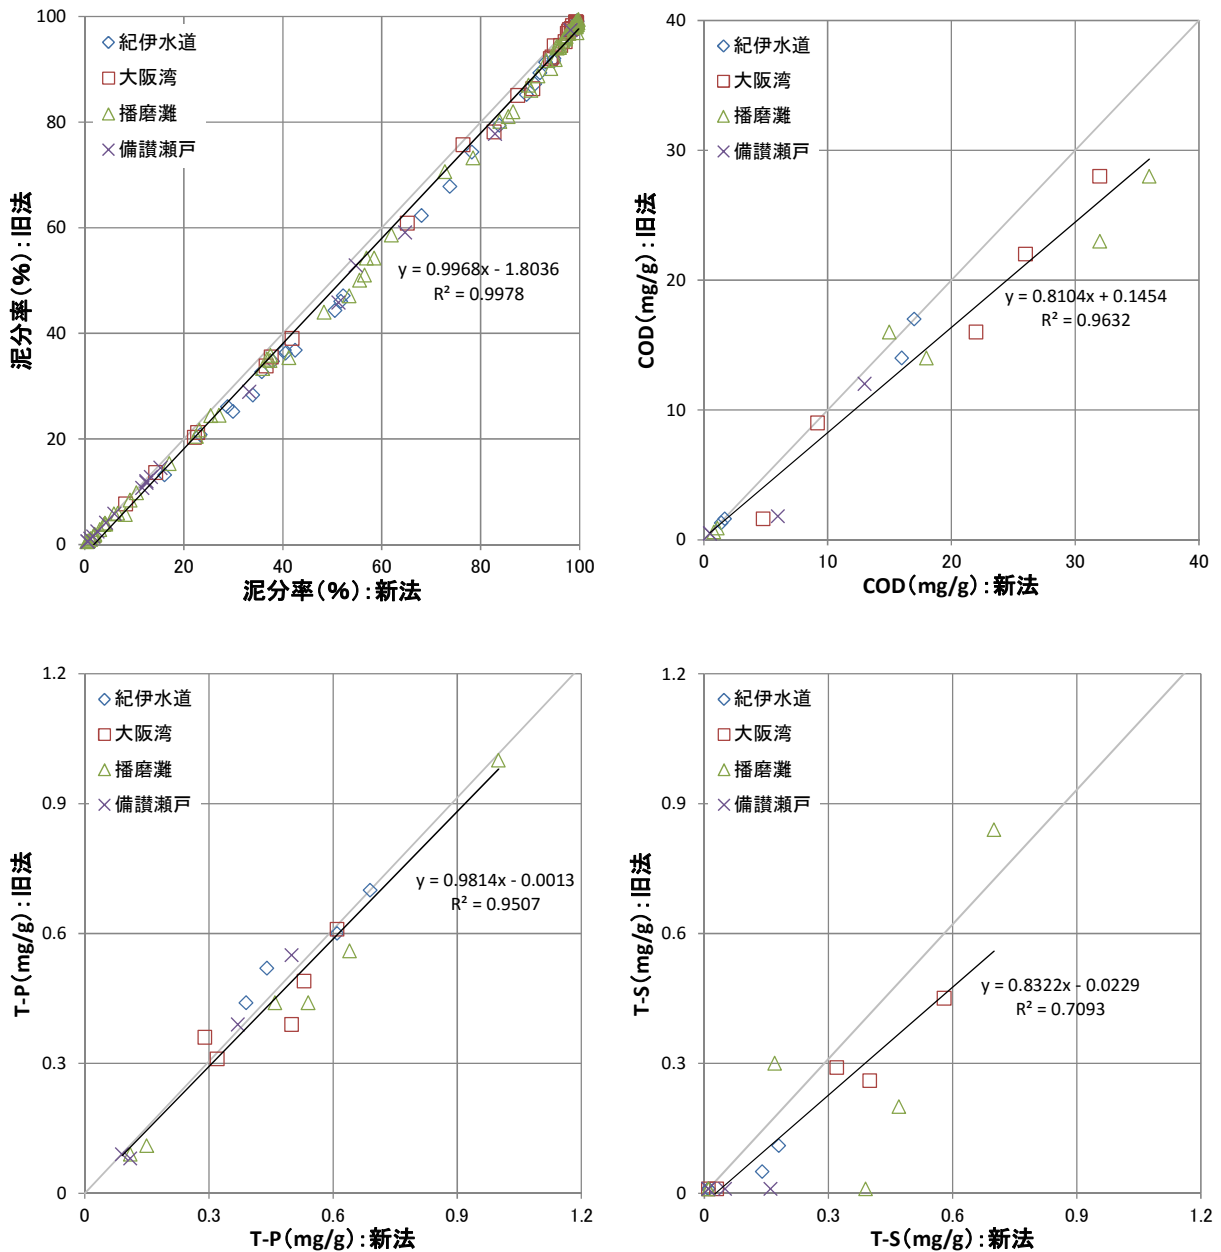 100
80
60
40
20
0
0
20
40
60
80
100
泥分率(%):旧法
泥分率(%):新法
紀伊水道
大阪湾
播磨灘
備讃瀬戸
y = 0.9968x - 1.8036
R² = 0.9978
40
30
20
10
0
0
10
20
30
40
COD(mg/g):旧法
COD(mg/g):新法
紀伊水道
大阪湾
播磨灘
備讃瀬戸
y = 0.8104x + 0.1454
R² = 0.9632
1.2
0.9
0.6
0.3
0
0
0.3
0.6
0.9
1.2
T-P(mg/g):旧法
T-P(mg/g):新法
紀伊水道
大阪湾
播磨灘
備讃瀬戸
y = 0.9814x - 0.0013
R² = 0.9507
1.2
0.9
0.6
0.3
0
0
0.3
0.6
0.9
1.2
T-S(mg/g):旧法
T-S(mg/g):新法
紀伊水道
大阪湾
播磨灘
備讃瀬戸
y = 0.8322x - 0.0229
R² = 0.7093